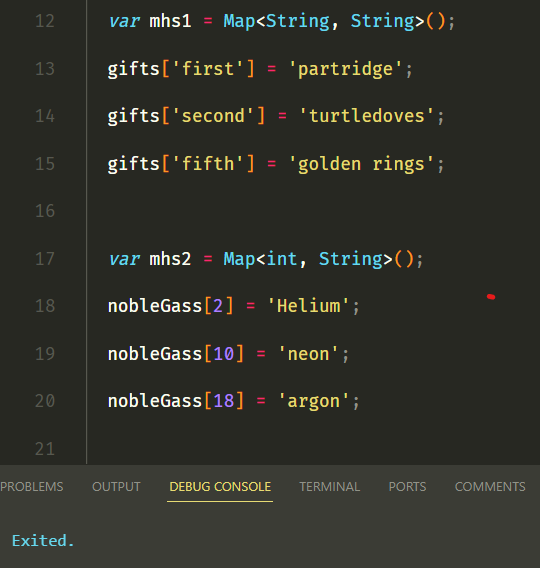 12 var mhs1 = Map<String, String>();
13 gifts['first'] = 'partridge';
14 gifts['second'] = 'turtledoves';
15 gifts['fifth'] = 'golden rings';
16
17 var mhs2 = Map<int, String>();
18 nobleGass[2] = 'Helium';
19 nobleGass[10] = 'neon';
20 nobleGass[18] = 'argon';
21
PROBLEMS OUTPUT DEBUG CONSOLE TERMINAL PORTS COMMENTS
Exited.